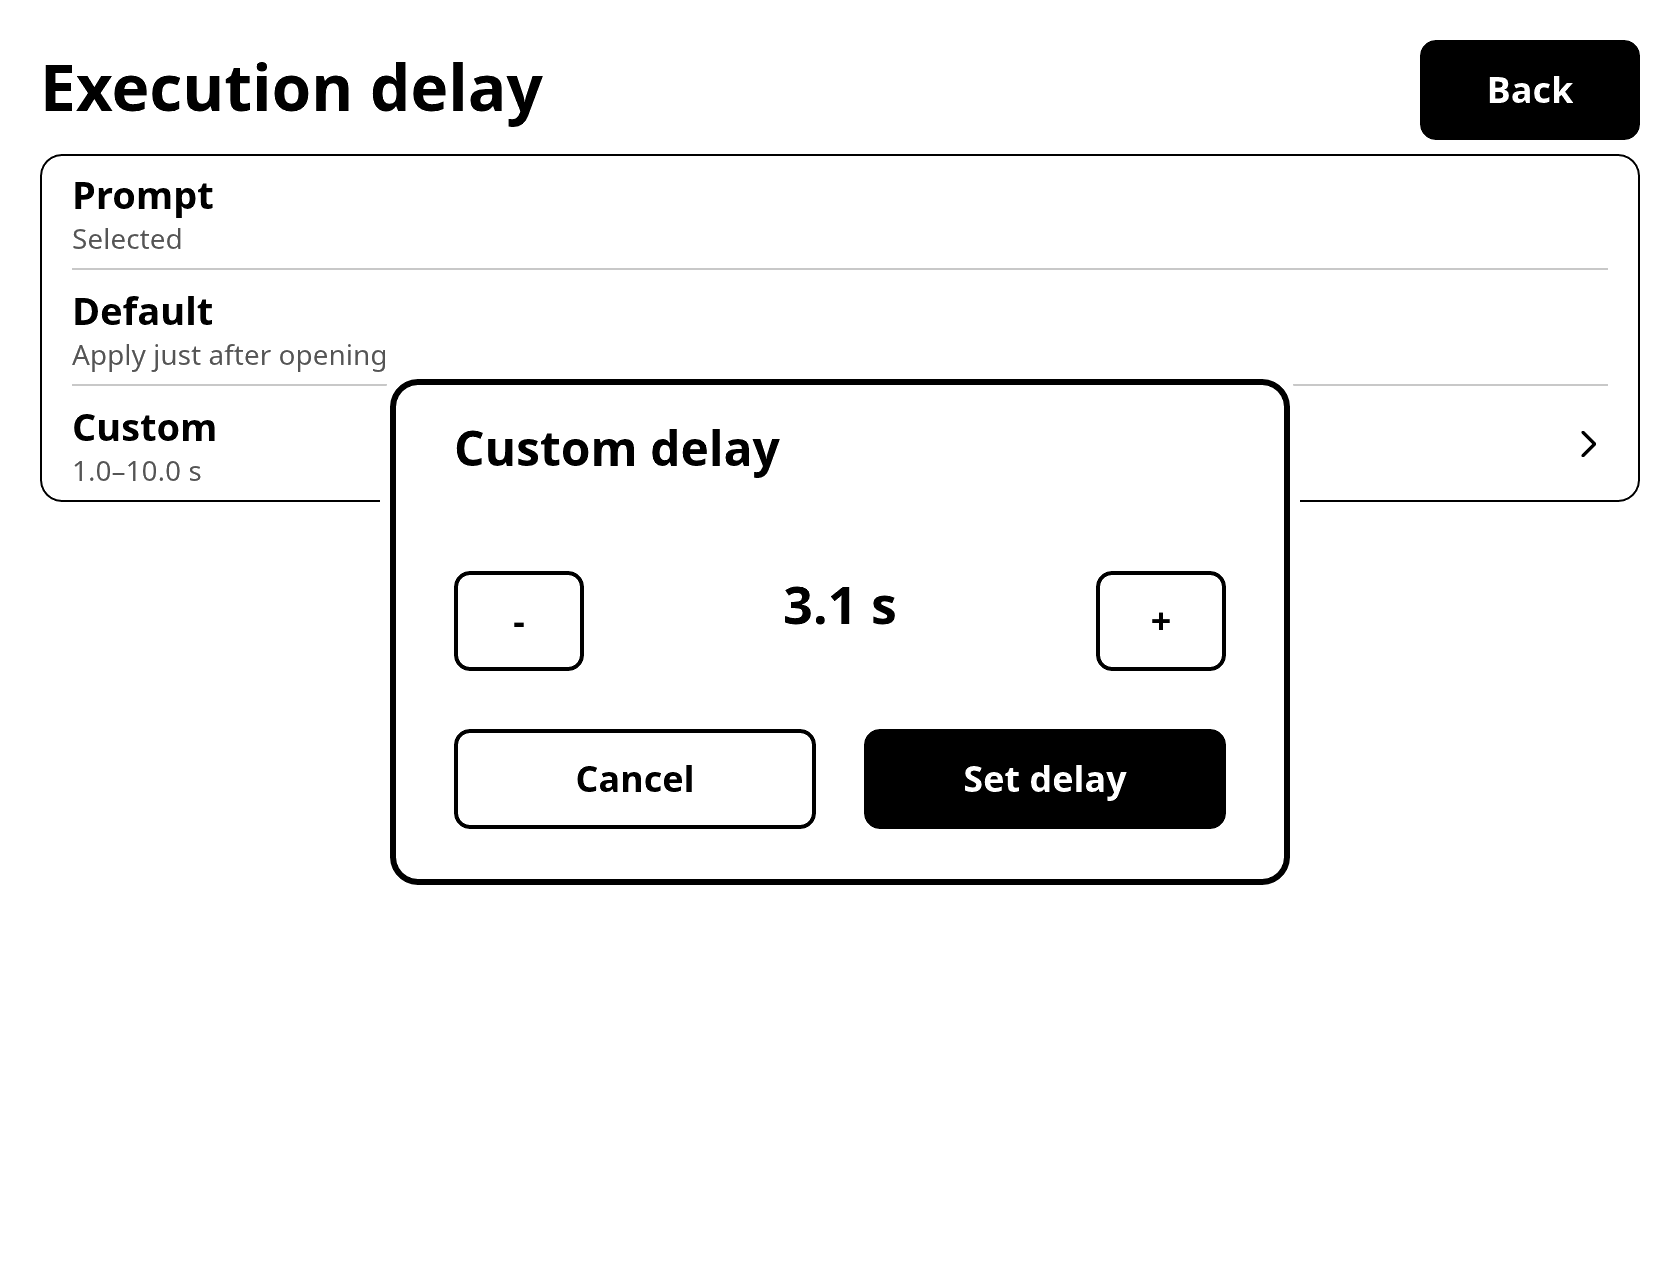 Execution delay
Back
Prompt
Selected
Default
Apply just after opening
Custom
1.0–10.0 s
Custom delay
-
3.1 s
+
Cancel
Set delay